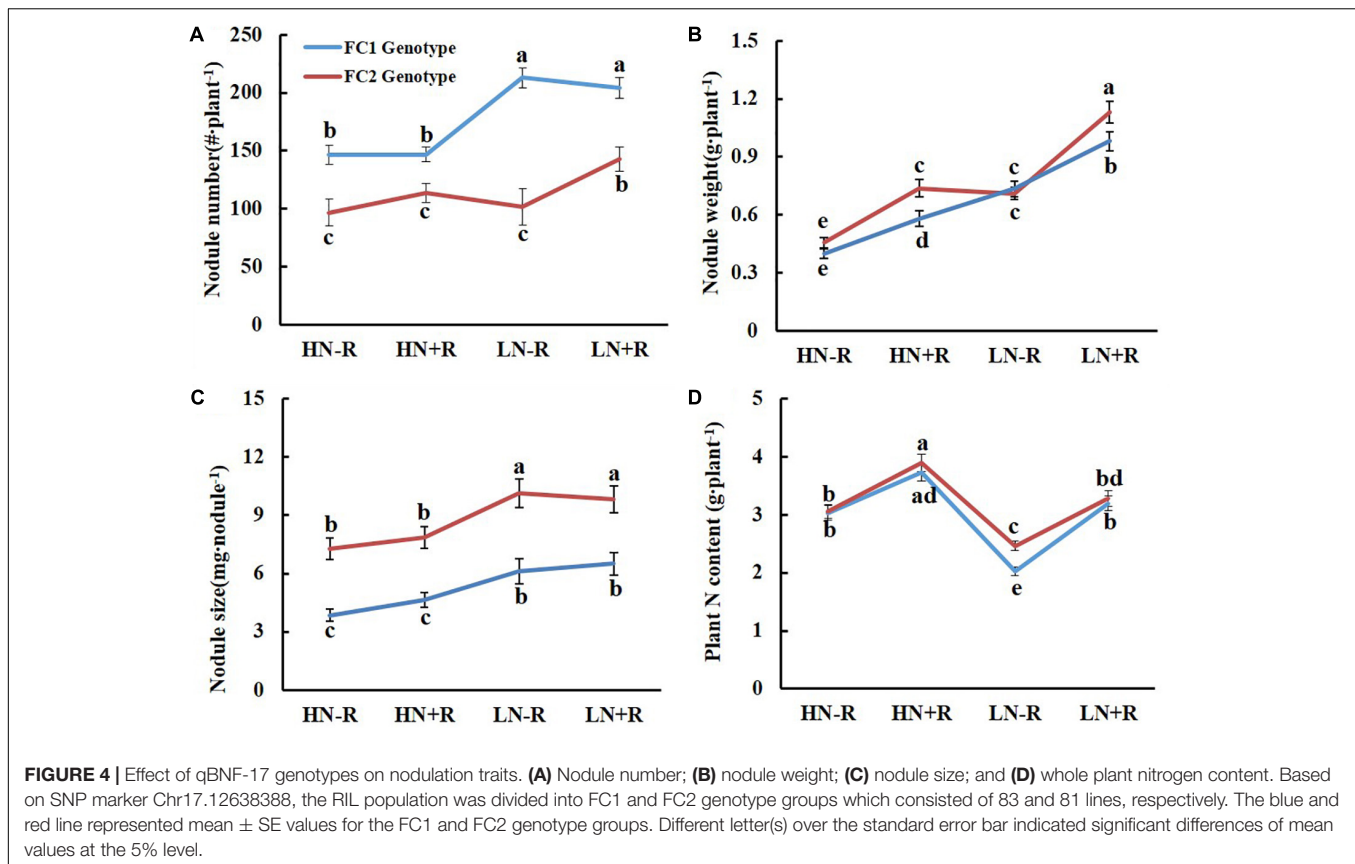 A
FC1 Genotype
FC2 Genotype
Nodule number(#·plant⁻¹)
250
200
150
100
50
0
b
b
a
a
c
c
c
b
HN-R HN+R LN-R LN+R
B
Nodule weight(g·plant⁻¹)
1.5
1.2
0.9
0.6
0.3
0
e
c
c
a
e
d
c
b
HN-R HN+R LN-R LN+R
C
Nodule size(mg·nodule⁻¹)
15
12
9
6
3
0
b
b
a
a
c
c
b
b
HN-R HN+R LN-R LN+R
D
Plant N content (g·plant⁻¹)
5
4
3
2
1
0
b
a
c
bd
b
ad
e
b
HN-R HN+R LN-R LN+R
FIGURE 4 | Effect of qBNF-17 genotypes on nodulation traits. (A) Nodule number; (B) nodule weight; (C) nodule size; and (D) whole plant nitrogen content. Based
on SNP marker Chr17.12638388, the RIL population was divided into FC1 and FC2 genotype groups which consisted of 83 and 81 lines, respectively. The blue and
red line represented mean ± SE values for the FC1 and FC2 genotype groups. Different letter(s) over the standard error bar indicated significant differences of mean
values at the 5% level.